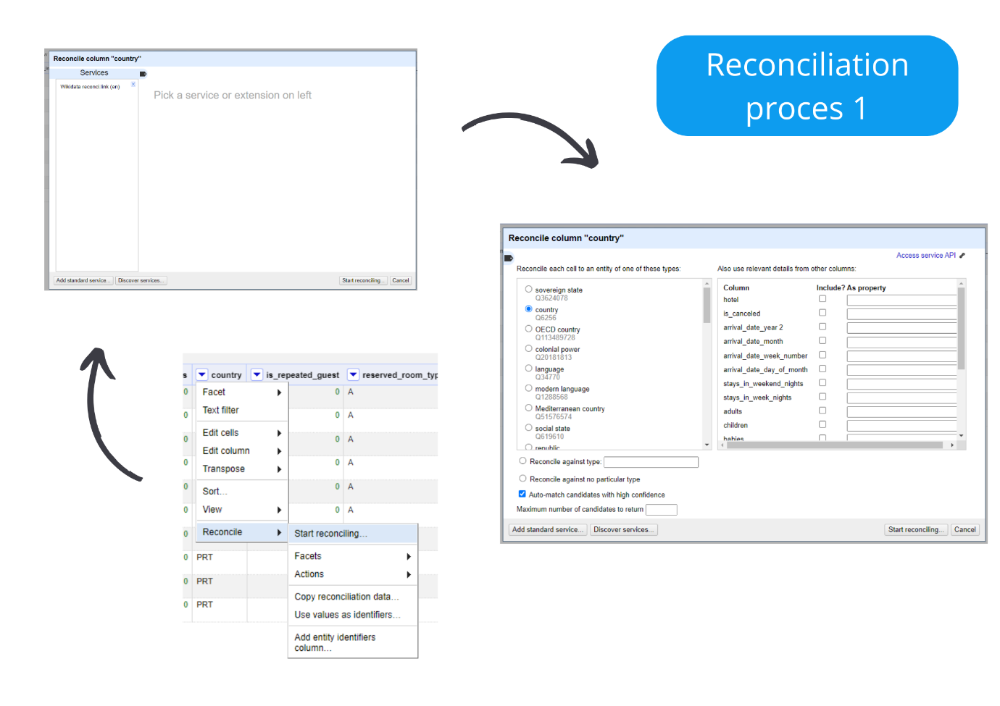 Reconciliation
proces 1
Reconcile column "country"
Services
Wikidata reconci.link (en)
Pick a service or extension on left
Add standard service...
Discover services...
Start reconciling...
Cancel
s
country
is_repeated_guest
reserved_room_typ
0
0
A
0
0
A
0
0
A
0
0
A
0
0
A
0
0
A
0
0 PRT
0 PRT
0 PRT
Facet
Text filter
Edit cells
Edit column
Transpose
Sort...
View
Reconcile
Start reconciling...
Facets
Actions
Copy reconciliation data...
Use values as identifiers...
Add entity identifiers
column...
Reconcile column "country"
Access service API
Reconcile each cell to an entity of one of these types:
sovereign state
Q3624078
country
Q6256
OECD country
Q113489728
colonial power
Q20181813
language
Q34770
modern language
Q1288568
Mediterranean country
Q51576574
social state
Q619610
republic
Also use relevant details from other columns:
Column Include? As property
hotel
is_canceled
arrival_date_year 2
arrival_date_month
arrival_date_week_number
arrival_date_day_of_month
stays_in_weekend_nights
stays_in_week_nights
adults
children
babies
Reconcile against type:
Reconcile against no particular type
Auto-match candidates with high confidence
Maximum number of candidates to return
Add standard service...
Discover services...
Start reconciling...
Cancel